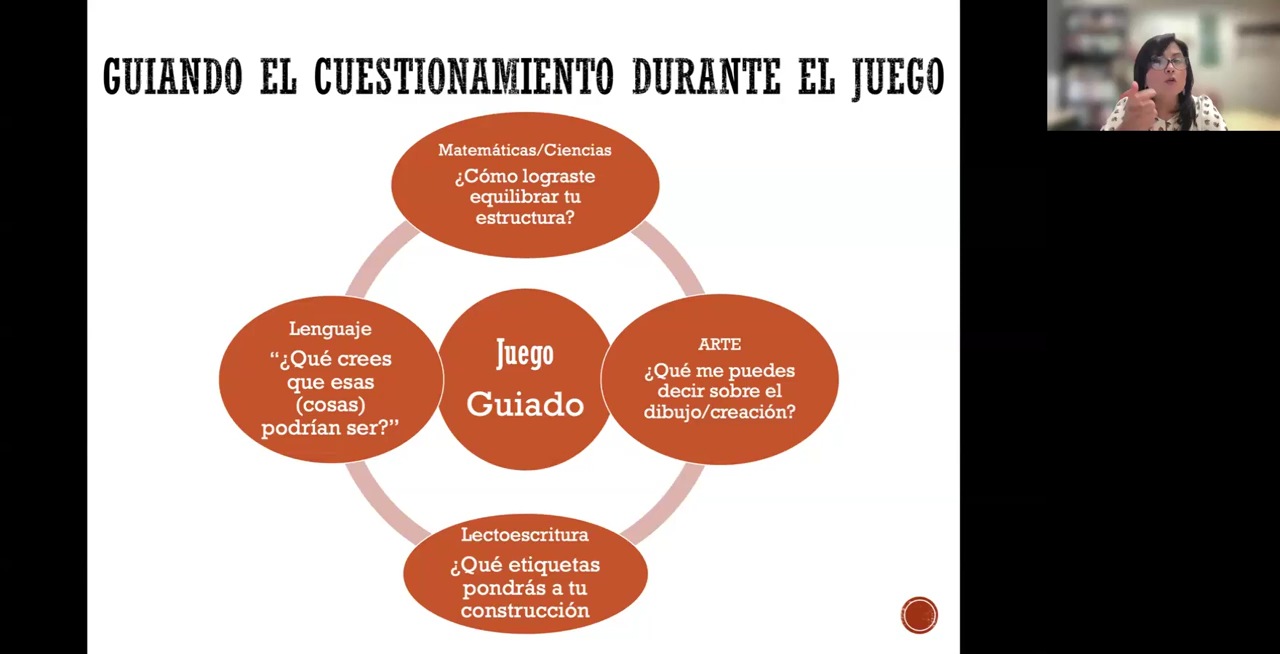 GUIANDO EL CUESTIONAMIENTO DURANTE EL JUEGO
Matemáticas/Ciencias
¿Cómo lograste
equilibrar tu
estructura?
Lenguaje
“¿Qué crees
que esas
(cosas)
podrían ser?”
Juego
Guiado
ARTE
¿Qué me puedes
decir sobre el
dibujo/creación?
Lectoescritura
¿Qué etiquetas
pondrás a tu
construcción